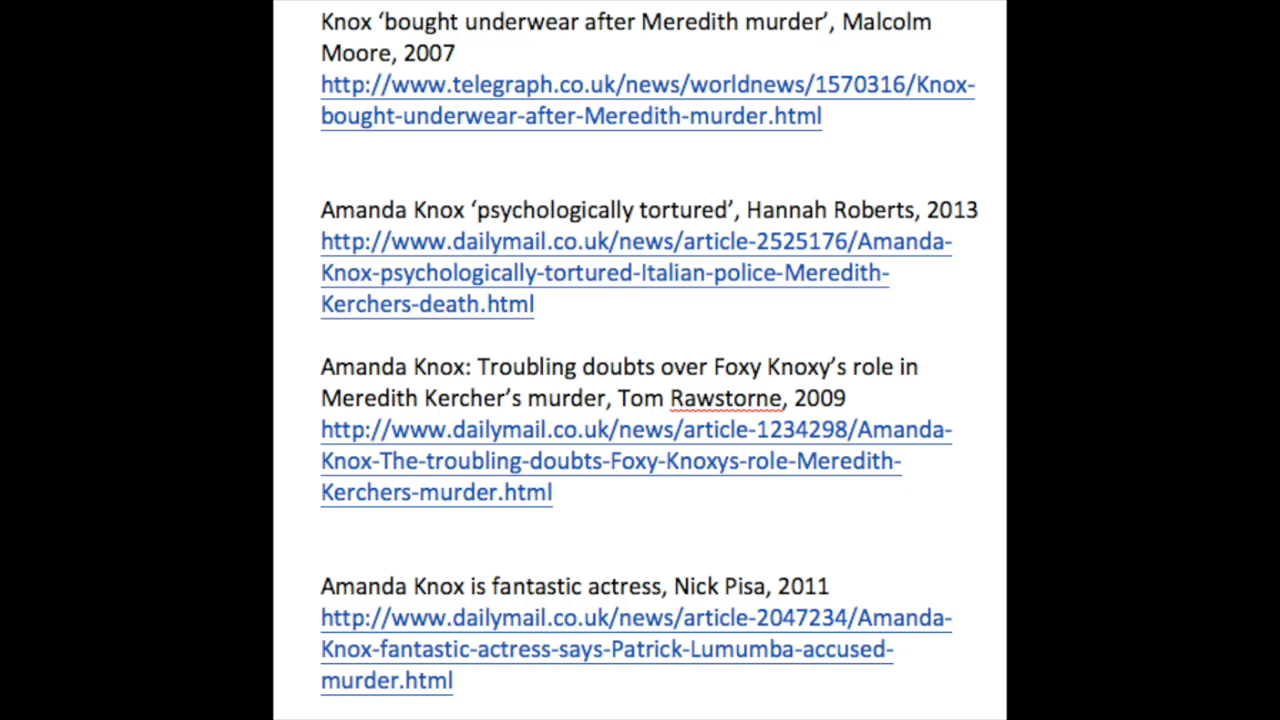 Knox ‘bought underwear after Meredith murder’, Malcolm
Moore, 2007
http://www.telegraph.co.uk/news/worldnews/1570316/Knox-
bought-underwear-after-Meredith-murder.html
Amanda Knox ‘psychologically tortured’, Hannah Roberts, 2013
http://www.dailymail.co.uk/news/article-2525176/Amanda-
Knox-psychologically-tortured-Italian-police-Meredith-
Kerchers-death.html
Amanda Knox: Troubling doubts over Foxy Knoxy’s role in
Meredith Kercher’s murder, Tom Rawstorne, 2009
http://www.dailymail.co.uk/news/article-1234298/Amanda-
Knox-The-troubling-doubts-Foxy-Knoxys-role-Meredith-
Kerchers-murder.html
Amanda Knox is fantastic actress, Nick Pisa, 2011
http://www.dailymail.co.uk/news/article-2047234/Amanda-
Knox-fantastic-actress-says-Patrick-Lumumba-accused-
murder.html